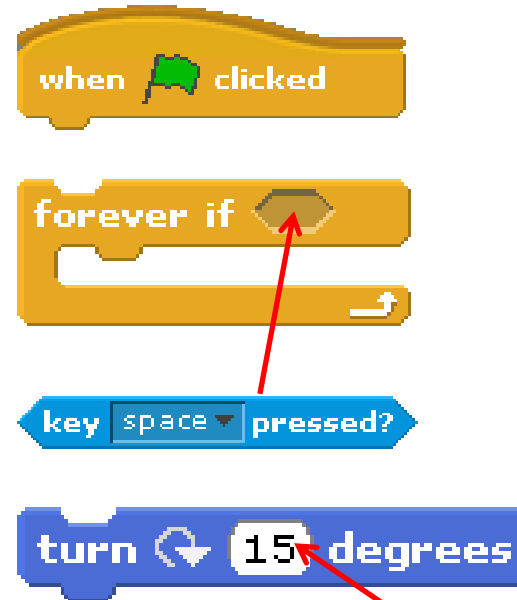 when clicked
forever if
key space pressed?
turn 15 degrees